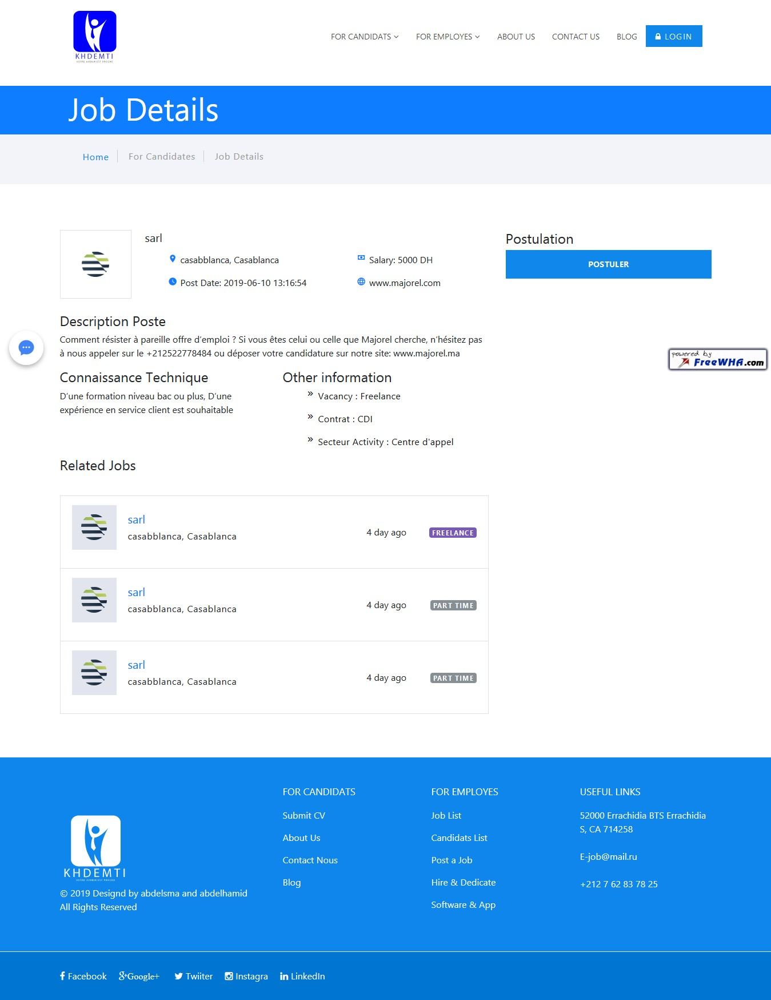 KHDEMTI
VOTRE AVENIR EST PROCHE
FOR CANDIDATS
FOR EMPLOYES
ABOUT US
CONTACT US
BLOG
LOGIN
Job Details
Home
For Candidates
Job Details
sarl
casabblanca, Casablanca
Salary: 5000 DH
Post Date: 2019-06-10 13:16:54
www.majorel.com
Postulation
POSTULER
Description Poste
Comment résister à pareille offre d’emploi ? Si vous êtes celui ou celle que Majorel cherche, n’hésitez pas
à nous appeler sur le +212522778484 ou déposer votre candidature sur notre site: www.majorel.ma
powered by
FreeWHA.com
Connaissance Technique
D’une formation niveau bac ou plus, D’une
expérience en service client est souhaitable
Other information
» Vacancy : Freelance
» Contrat : CDI
» Secteur Activity : Centre d'appel
Related Jobs
sarl
casabblanca, Casablanca
4 day ago
FREELANCE
sarl
casabblanca, Casablanca
4 day ago
PART TIME
sarl
casabblanca, Casablanca
4 day ago
PART TIME
KHDEMTI
VOTRE AVENIR EST PROCHE
© 2019 Designd by abdelsma and abdelhamid
All Rights Reserved
FOR CANDIDATS
Submit CV
About Us
Contact Nous
Blog
FOR EMPLOYES
Job List
Candidats List
Post a Job
Hire & Dedicate
Software & App
USEFUL LINKS
52000 Errachidia BTS Errachidia
S, CA 714258
E-job@mail.ru
+212 7 62 83 78 25
Facebook
Google+
Twiiter
Instagra
LinkedIn